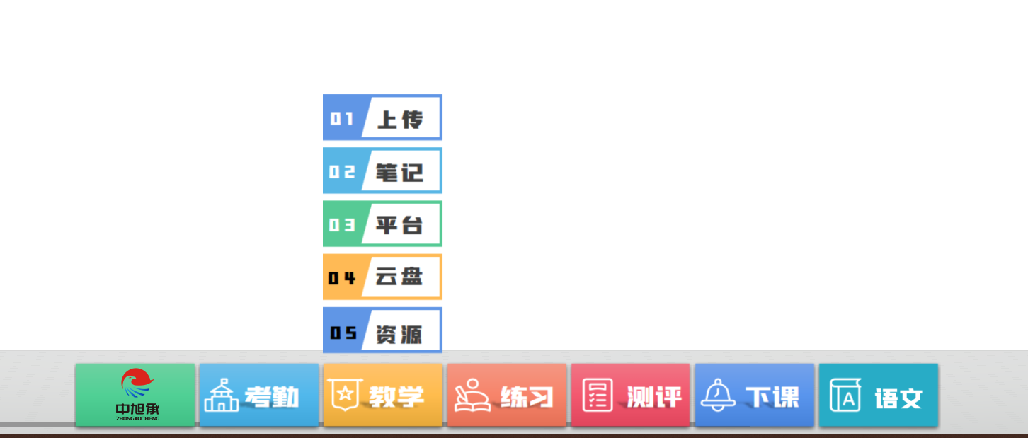 01 上传
02 笔记
03 平台
04 云盘
05 资源
中旭承
考勤
教学
练习
测评
下课
A 语文